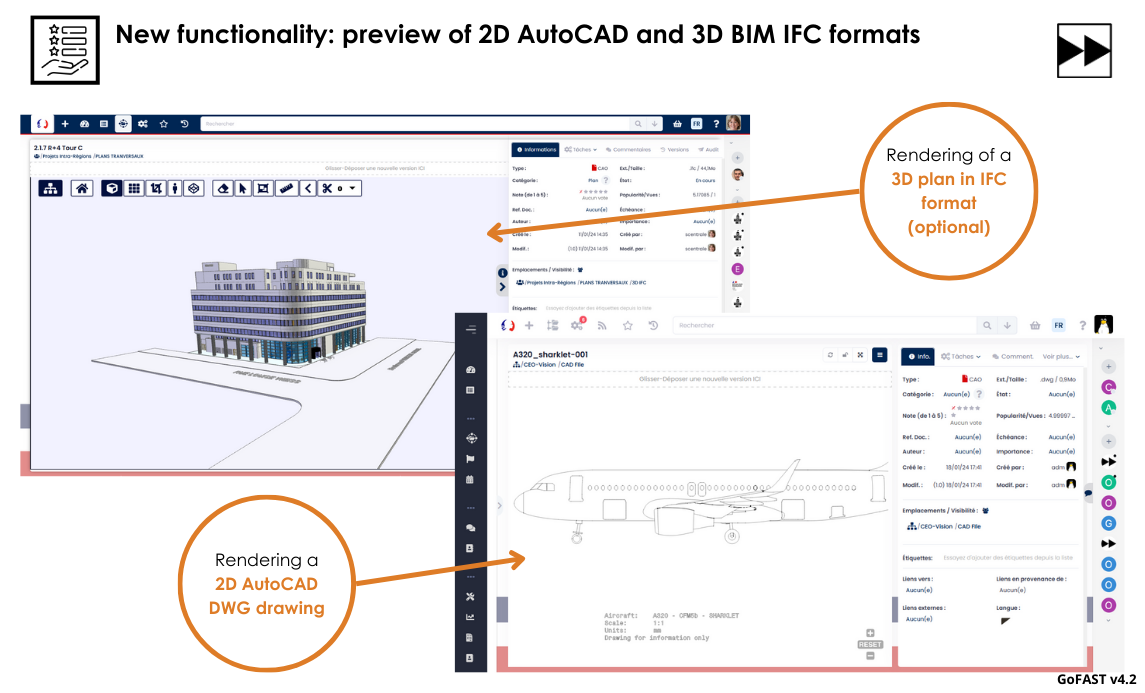 New functionality: preview of 2D AutoCAD and 3D BIM IFC formats
Rechercher
FR
?
2.1.7 R+4 Tour C
/Projets Intra-Régions /PLANS TRANVERSAUX
Glisser-Déposer une nouvelle version ICI
Informations Tâches Commentaires Versions Audit
Type : CAO Ext./Taille :
Catégorie : Plan ? État : En cours
Note (de 1 à 5) : Popularité/Vues :
Aucun vote
Ref. Doc. : Aucun(e) Échéance :
Auteur : Importance : Aucun(e)
Créé le : 11/01/24 14:35 Créé par : scentrale
Modif. : (1.0) 11/01/24 14:35 Modif. par : scentrale
Emplacements / Visibilité :
/Projets Intra-Régions /PLANS TRANVERSAUX /3D IFC
Étiquettes : Essayez d'ajouter des étiquettes depuis la liste
E
Rendering of a
3D plan in IFC
format
(optional)
Rechercher
FR
?
A320_sharklet-001
/CEO-Vision /CAD File
Glisser-Déposer une nouvelle version ICI
Info. Tâches Comment. Voir plus...
Type : CAO Ext./Taille : .dwg / 0,9Mo
Catégorie : Aucun(e) ? État : Aucun(e)
Note (de 1 à 5) : Popularité/Vues : 4.99997 ...
Aucun vote
Ref. Doc. : Aucun(e) Échéance : Aucun(e)
Auteur : Aucun(e) Importance : Aucun(e)
Créé le : 18/01/24 17:41 Créé par : adm
Modif. : (1.0) 18/01/24 17:41 Modif. par : adm
Emplacements / Visibilité :
/CEO-Vision /CAD File
Étiquettes: Essayez d'ajouter des étiquettes depuis la liste
Liens vers : Liens en provenance de :
Aucun(e) Aucun(e)
Liens externes : Langue :
Aucun(e)
C
A
O
O
G
O
O
O
Aircraft: A320 - CFM5b - SHARKLET
Scale: 1:1
Units: mm
Drawing for information only
RESET
Rendering a
2D AutoCAD
DWG drawing
GoFAST v4.2